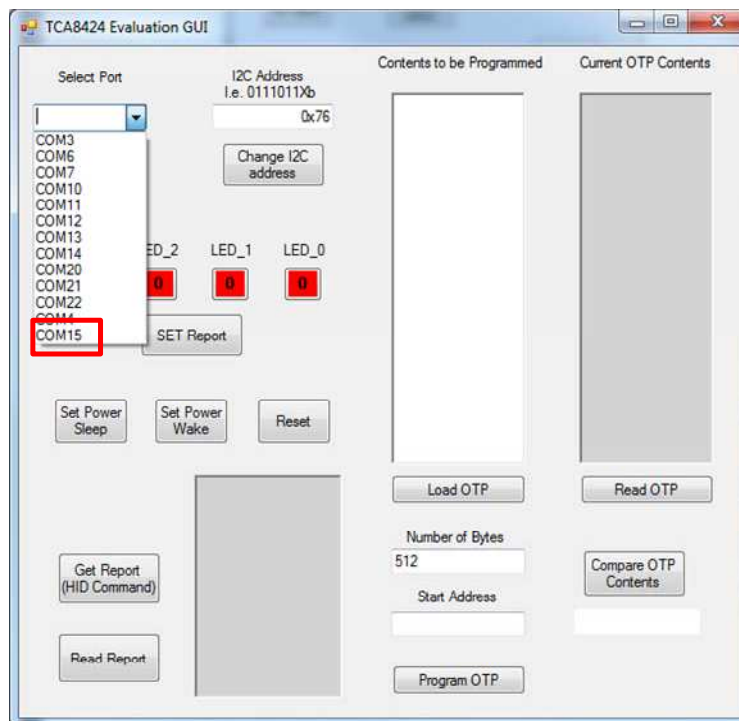 TCA8424 Evaluation GUI
Select Port
I2C Address
I.e. 0111011Xb
0x76
Change I2C
address
COM3
COM6
COM7
COM10
COM11
COM12
COM13
COM14
COM20
COM21
COM22
COM4
COM15
ED_2
LED_1
LED_0
0
0
0
SET Report
Set Power
Sleep
Set Power
Wake
Reset
Get Report
(HID Command)
Read Report
Contents to be Programmed
Load OTP
Number of Bytes
512
Start Address
Program OTP
Current OTP Contents
Read OTP
Compare OTP
Contents